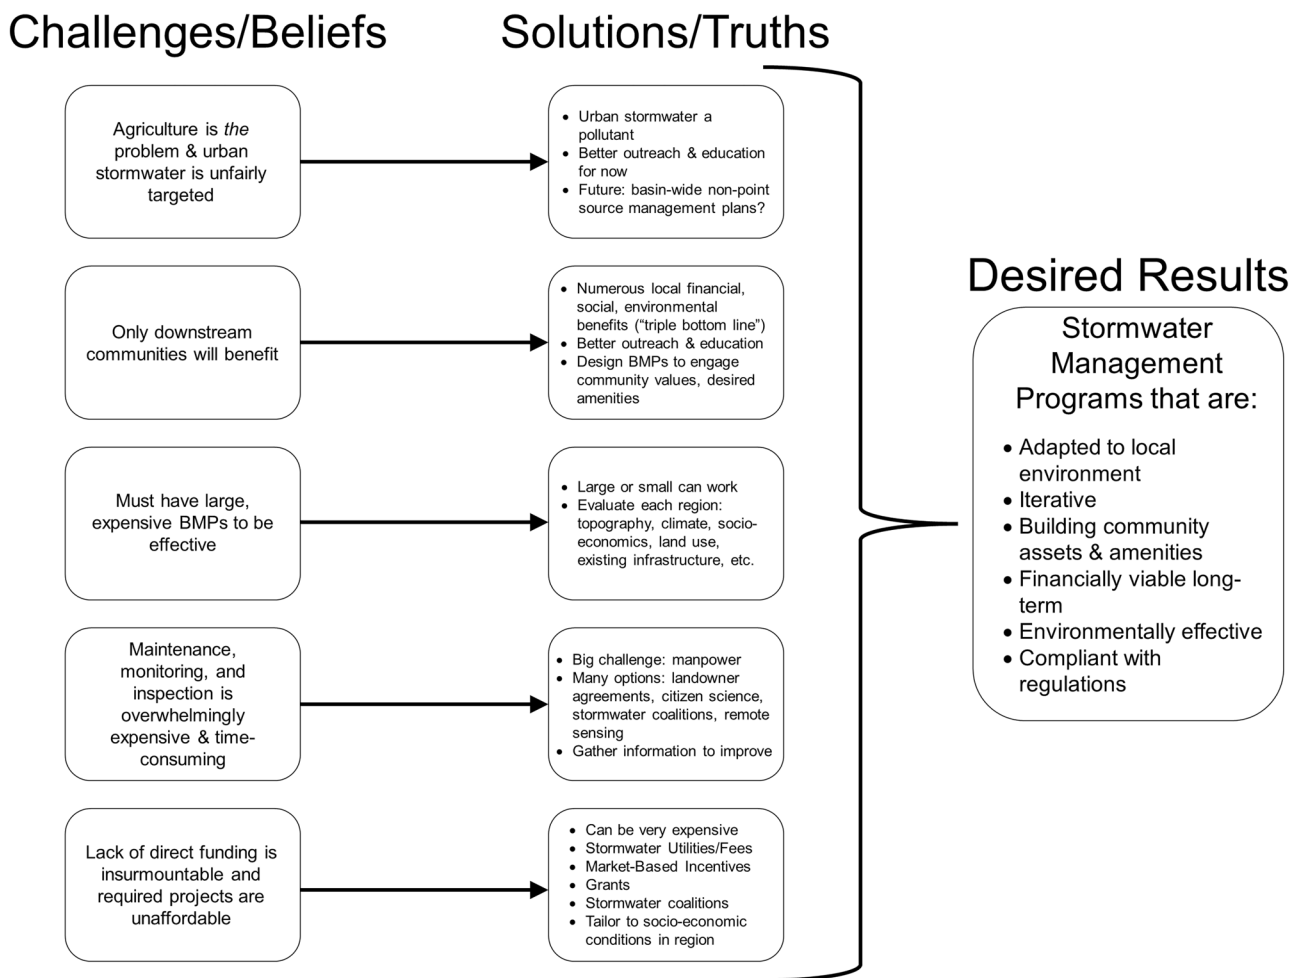 Challenges/Beliefs
Solutions/Truths
Agriculture is the
problem & urban
stormwater is unfairly
targeted
• Urban stormwater a
pollutant
• Better outreach & education
for now
• Future: basin-wide non-point
source management plans?
Only downstream
communities will benefit
• Numerous local financial,
social, environmental
benefits (“triple bottom line”)
• Better outreach & education
• Design BMPs to engage
community values, desired
amenities
Must have large,
expensive BMPs to be
effective
• Large or small can work
• Evaluate each region:
topography, climate, socio-
economics, land use,
existing infrastructure, etc.
Maintenance,
monitoring, and
inspection is
overwhelmingly
expensive & time-
consuming
• Big challenge: manpower
• Many options: landowner
agreements, citizen science,
stormwater coalitions, remote
sensing
• Gather information to improve
Lack of direct funding is
insurmountable and
required projects are
unaffordable
• Can be very expensive
• Stormwater Utilities/Fees
• Market-Based Incentives
• Grants
• Stormwater coalitions
• Tailor to socio-economic
conditions in region
Desired Results
Stormwater
Management
Programs that are:
• Adapted to local
environment
• Iterative
• Building community
assets & amenities
• Financially viable long-
term
• Environmentally effective
• Compliant with
regulations